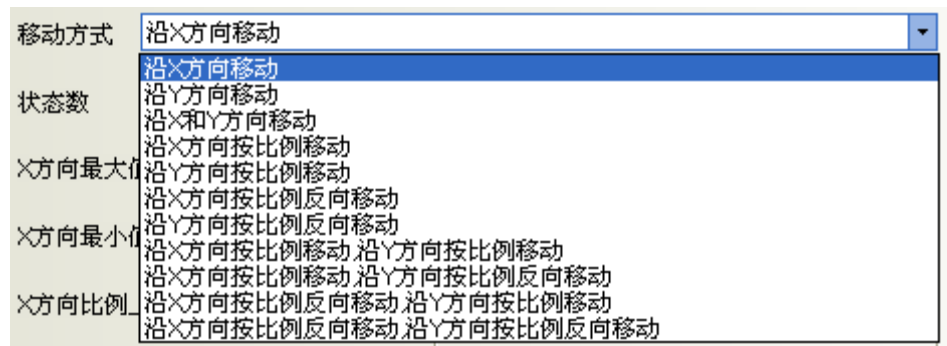 移动方式 沿X方向移动
沿X方向移动
状态数 沿Y方向移动
沿X和Y方向移动
沿X方向按比例移动
X方向最大 沿Y方向按比例移动
沿X方向按比例反向移动
X方向最小 沿Y方向按比例反向移动
沿X方向按比例移动,沿Y方向按比例移动
沿X方向按比例移动,沿Y方向按比例反向移动
X方向比例_ 沿X方向按比例反向移动,沿Y方向按比例移动
沿X方向按比例反向移动,沿Y方向按比例反向移动